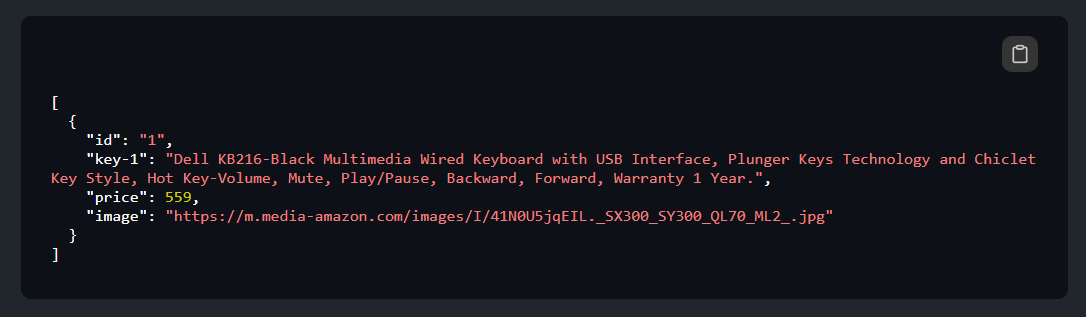 [
{
"id": "1",
"key-1": "Dell KB216-Black Multimedia Wired Keyboard with USB Interface, Plunger Keys Technology and Chiclet
Key Style, Hot Key-Volume, Mute, Play/Pause, Backward, Forward, Warranty 1 Year.",
"price": 559,
"image": "https://m.media-amazon.com/images/I/41N0U5jqEIL._SX300_SY300_QL70_ML2_.jpg"
}
]